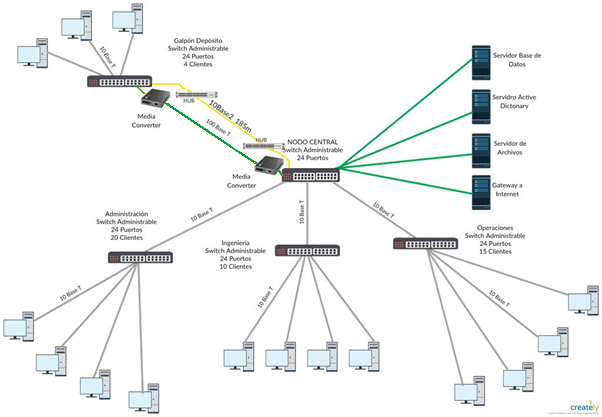 Galpón Depósito
Switch Administrable
24 Puertos
4 Clientes
10 Base T
Media
Converter
HUB
10Base2_185m
100 Base T
HUB
Media
Converter
NODO CENTRAL
Switch Administrable
24 Puertos
Servidor Base de
Datos
Servidro Active
Dictonary
Servidor de
Archivos
Gateway a
Internet
Administración
Switch Administrable
24 Puertos
20 Clientes
10 Base T
10 Base T
10 Base T
Ingeniería
Switch Administrable
24 Puertos
10 Clientes
Operaciones
Switch Administrable
24 Puertos
15 Clientes
10 Base T
10 Base T
10 Base T
creately